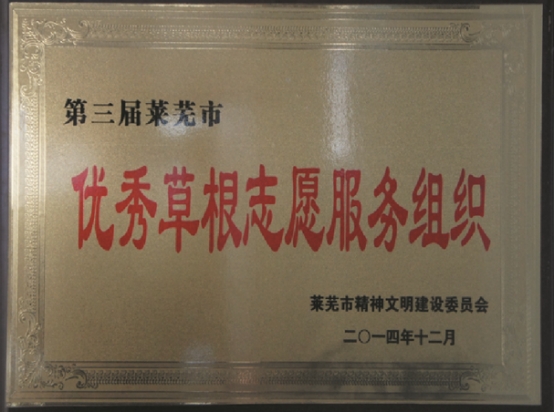 第三届莱芜市
优秀草根志愿服务组织
莱芜市精神文明建设委员会
二〇一四年十二月